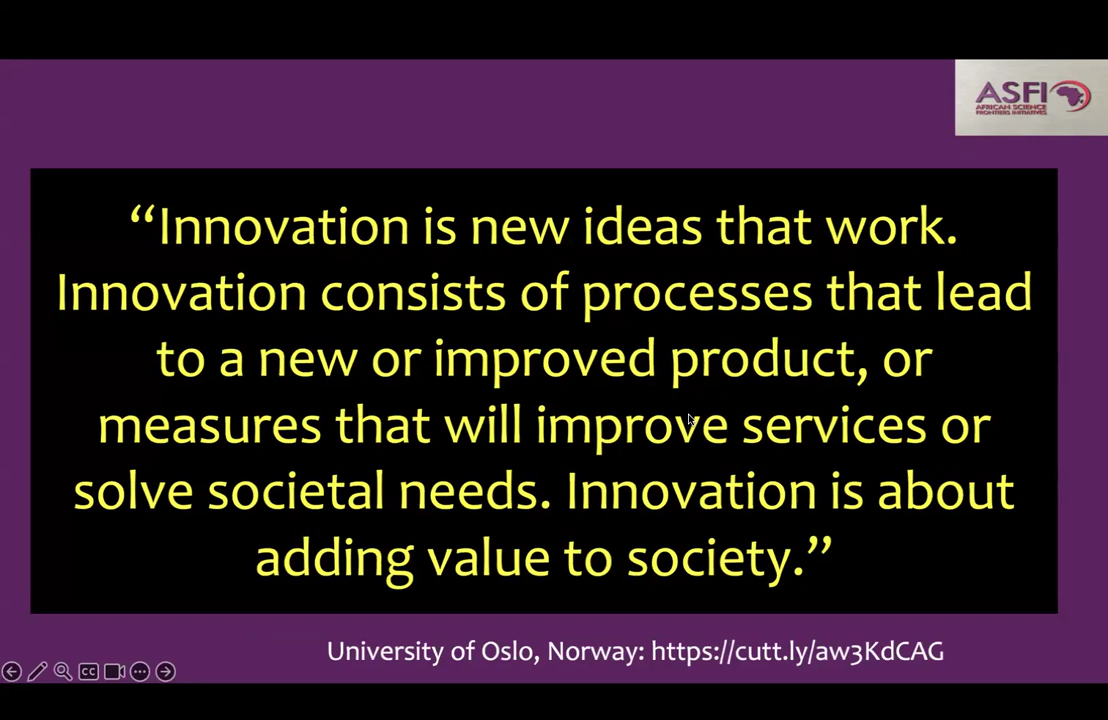 ASFI
AFRICAN SCIENCE
FRONTIERS INITIATIVES
“Innovation is new ideas that work.
Innovation consists of processes that lead
to a new or improved product, or
measures that will improve services or
solve societal needs. Innovation is about
adding value to society.”
University of Oslo, Norway: https://cutt.ly/aw3KdCAG
CC